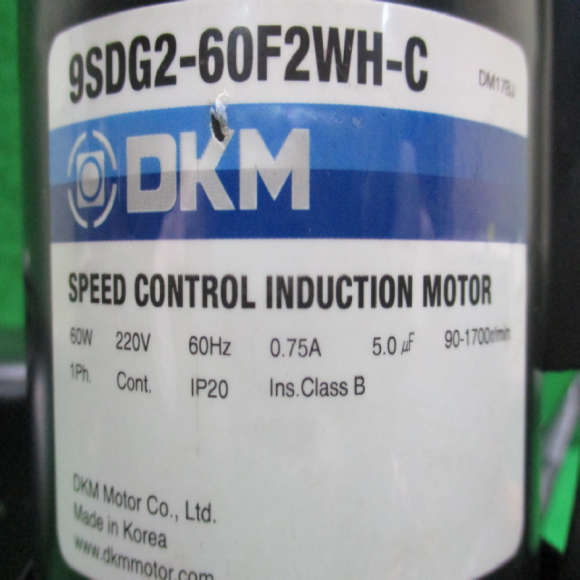 9SDG2-60F2WH-C
DM17BJ
DKM
SPEED CONTROL INDUCTION MOTOR
60W 220V 60Hz 0.75A 5.0 µF 90-1700r/min
1Ph. Cont. IP20 Ins.Class B
DKM Motor Co., Ltd.
Made in Korea
www.dkmmotor.com